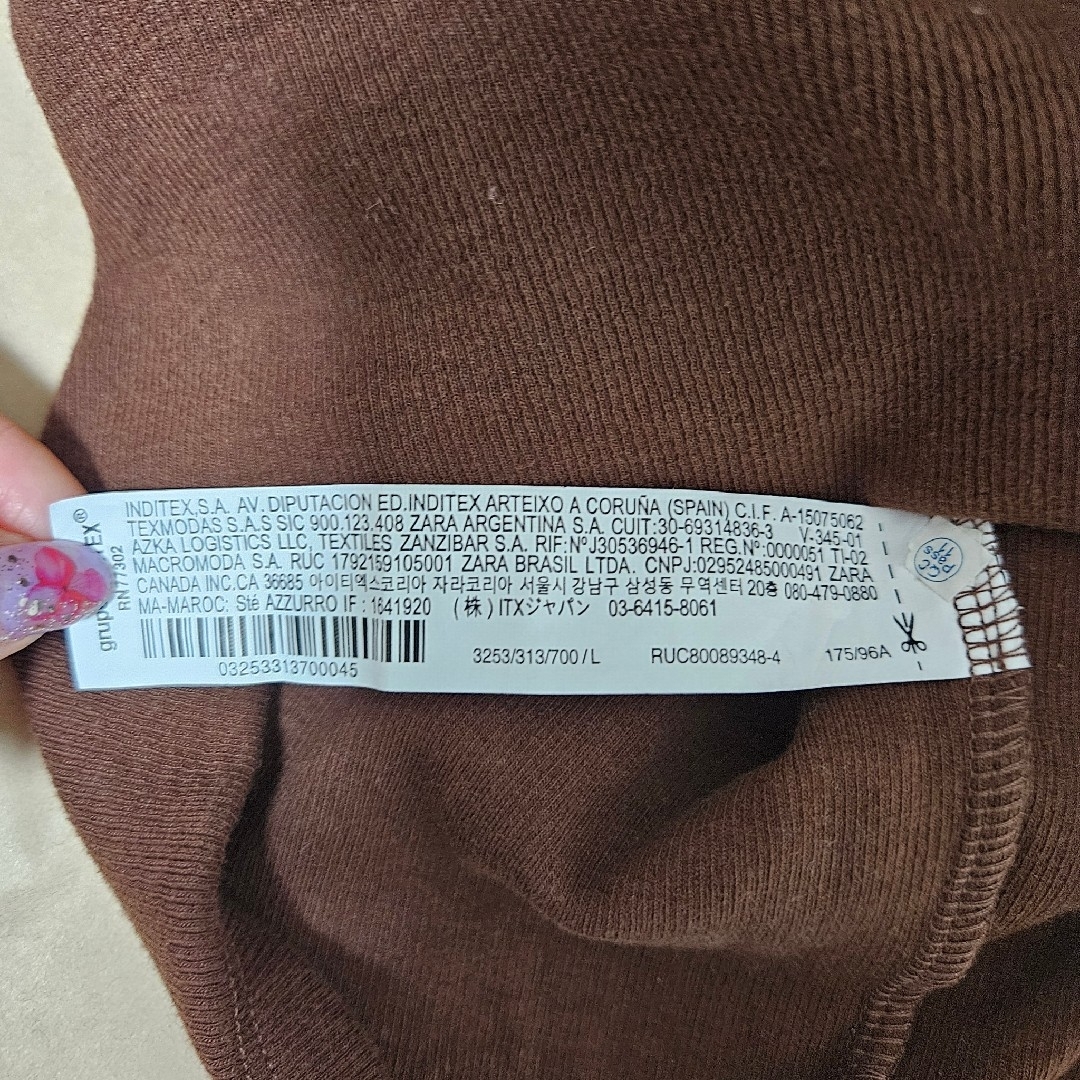 INDITEX.S.A. AV. DIPUTACION ED.INDITEX ARTEIXO A CORUÑA (SPAIN) C.I.F. A-15075062
TEXMODAS S.A.S SIC 900.123.408 ZARA ARGENTINA S.A. CUIT:30-69314836-3 V-345-01
AZKA LOGISTICS LLC, TEXTILES ZANZIBAR S.A. RIF:NºJ30536946-1 REG.Nº:0000051 TI-02
MACROMODA S.A. RUC 1792159105001 ZARA BRASIL LTDA. CNPJ:02952485000491 ZARA
CANADA INC.CA 36685 아이티엑스코리아 자라코리아 서울시 강남구 삼성동 무역센터 20층 080-479-0880
MA-MAROC: Sté AZZURRO IF : 1641920 (株) ITXジャパン 03-6415-8061
03253313700045
3253/313/700 / L
RUC80089348-4
175/96A
RN77302